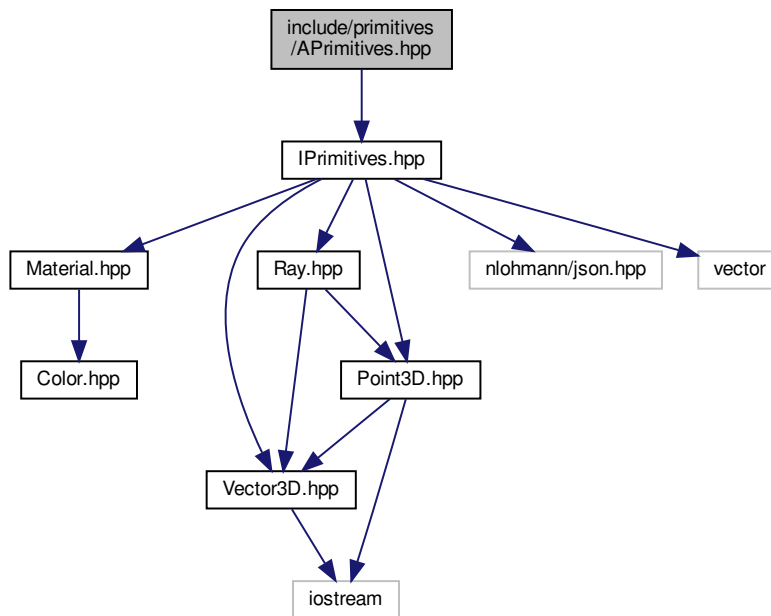 include/primitives
/APrimitives.hpp
IPrimitives.hpp
Material.hpp
Ray.hpp
nlohmann/json.hpp
vector
Color.hpp
Point3D.hpp
Vector3D.hpp
iostream